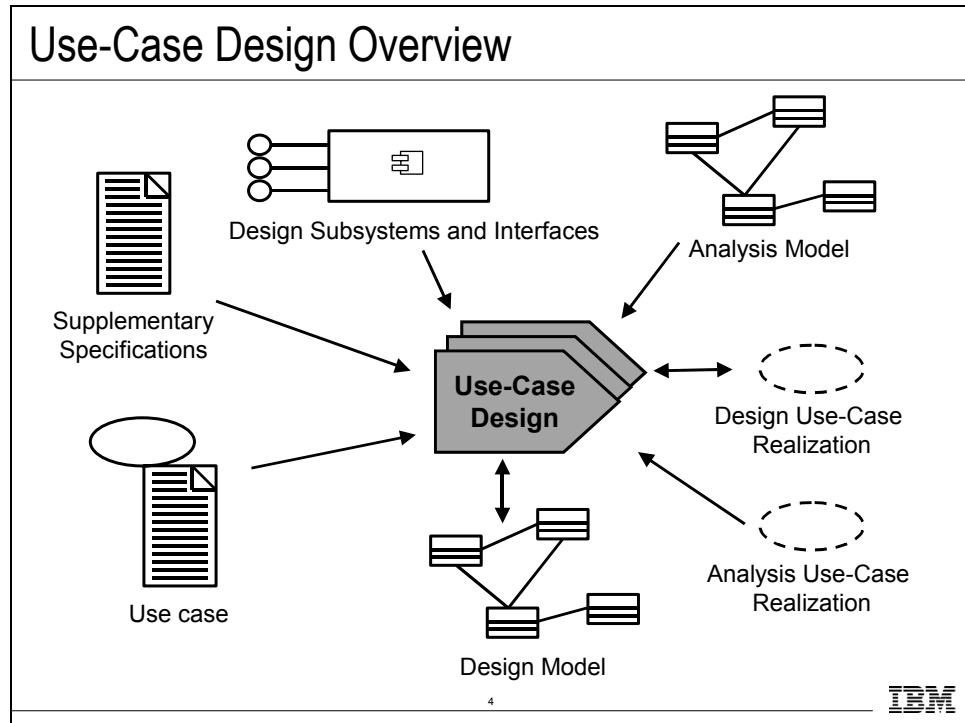 Use-Case Design Overview
Design Subsystems and Interfaces
Analysis Model
Supplementary
Specifications
Use-Case
Design
Design Use-Case
Realization
Use case
Analysis Use-Case
Realization
Design Model
4
IBM